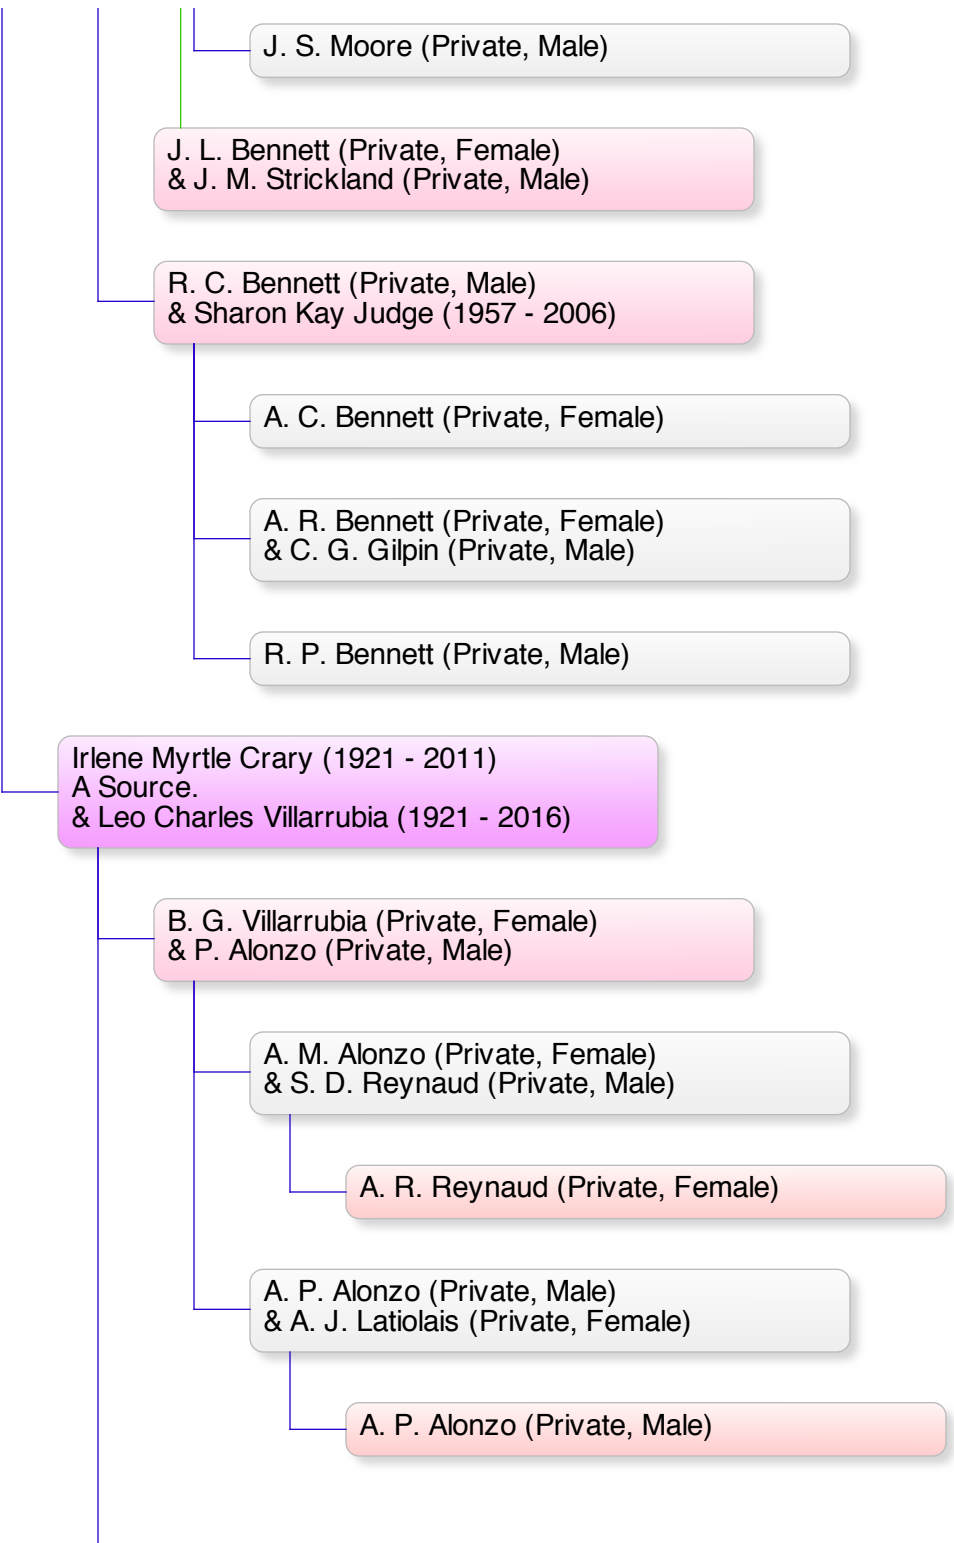 J. S. Moore (Private, Male)
J. L. Bennett (Private, Female)
& J. M. Strickland (Private, Male)
R. C. Bennett (Private, Male)
& Sharon Kay Judge (1957 - 2006)
A. C. Bennett (Private, Female)
A. R. Bennett (Private, Female)
& C. G. Gilpin (Private, Male)
R. P. Bennett (Private, Male)
Irlene Myrtle Crary (1921 - 2011)
A Source.
& Leo Charles Villarrubia (1921 - 2016)
B. G. Villarrubia (Private, Female)
& P. Alonzo (Private, Male)
A. M. Alonzo (Private, Female)
& S. D. Reynaud (Private, Male)
A. R. Reynaud (Private, Female)
A. P. Alonzo (Private, Male)
& A. J. Latiolais (Private, Female)
A. P. Alonzo (Private, Male)